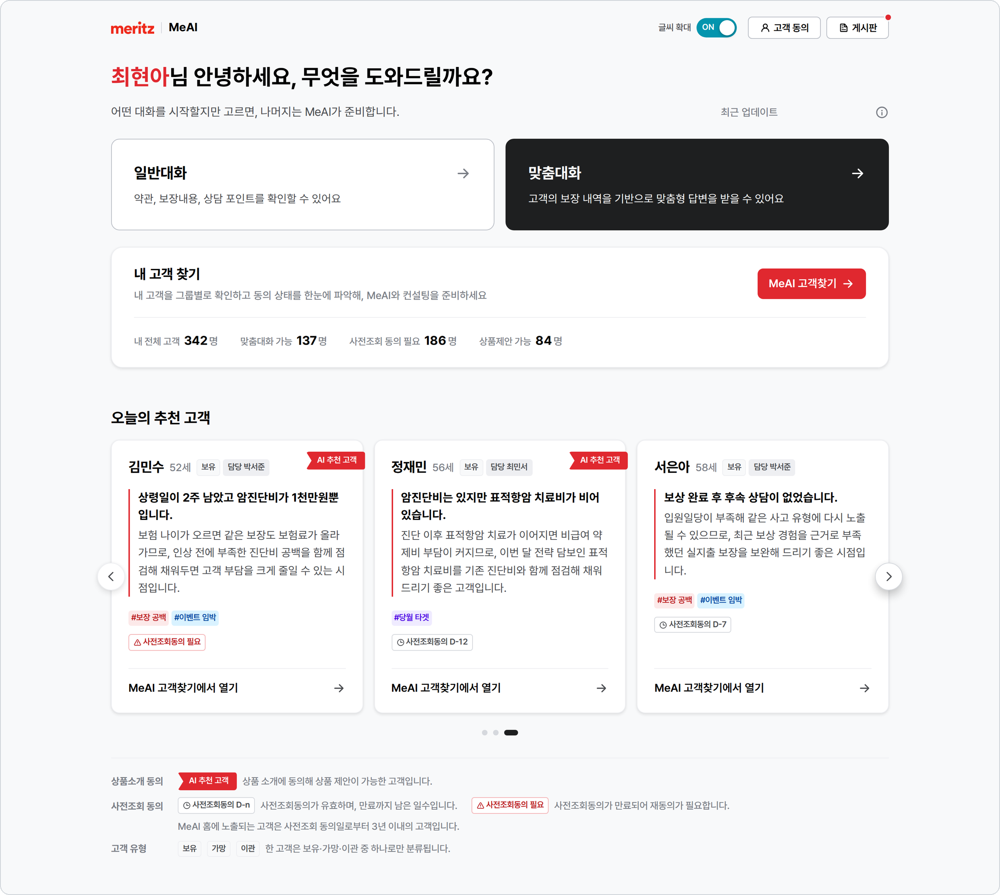 meritz MeAI 글씨 확대 ON 고객 동의 게시판
최현아님 안녕하세요, 무엇을 도와드릴까요?
어떤 대화를 시작할지만 고르면, 나머지는 MeAI가 준비합니다. 최근 업데이트
일반대화
약관, 보장내용, 상담 포인트를 확인할 수 있어요
맞춤대화
고객의 보장 내역을 기반으로 맞춤형 답변을 받을 수 있어요
내 고객 찾기
내 고객을 그룹별로 확인하고 동의 상태를 한눈에 파악해, MeAI와 컨설팅을 준비하세요
MeAI 고객찾기
내 전체 고객 342명 맞춤대화 가능 137명 사전조회 동의 필요 186명 상품제안 가능 84명
오늘의 추천 고객
AI 추천 고객
김민수 52세 보유 담당 박서준
상령일이 2주 남았고 암진단비가 1천만원뿐
입니다.
보험 나이가 오르면 같은 보장도 보험료가 올라
가므로, 인상 전에 부족한 진단비 공백을 함께 점
검해 채워두면 고객 부담을 크게 줄일 수 있는 시
점입니다.
#보장 공백 #이벤트 임박
사전조회동의 필요
MeAI 고객찾기에서 열기
AI 추천 고객
정재민 56세 보유 담당 최민서
암진단비는 있지만 표적항암 치료비가 비어
있습니다.
진단 이후 표적항암 치료가 이어지면 비급여 약
제비 부담이 커지므로, 이번 달 전략 담보인 표적
항암 치료비를 기존 진단비와 함께 점검해 채워
드리기 좋은 고객입니다.
#당월 타겟
사전조회동의 D-12
MeAI 고객찾기에서 열기
서은아 58세 보유 담당 박서준
보상 완료 후 후속 상담이 없었습니다.
입원일당이 부족해 같은 사고 유형에 다시 노출
될 수 있으므로, 최근 보상 경험을 근거로 부족
했던 실지출 보장을 보완해 드리기 좋은 시점입
니다.
#보장 공백 #이벤트 임박
사전조회동의 D-7
MeAI 고객찾기에서 열기
상품소개 동의 AI 추천 고객 상품 소개에 동의해 상품 제안이 가능한 고객입니다.
사전조회 동의 사전조회동의 D-n 사전조회동의가 유효하며, 만료까지 남은 일수입니다. 사전조회동의 필요 사전조회동의가 만료되어 재동의가 필요합니다.
MeAI 홈에 노출되는 고객은 사전조회 동의일로부터 3년 이내의 고객입니다.
고객 유형 보유 가망 이관 한 고객은 보유·가망·이관 중 하나로만 분류됩니다.